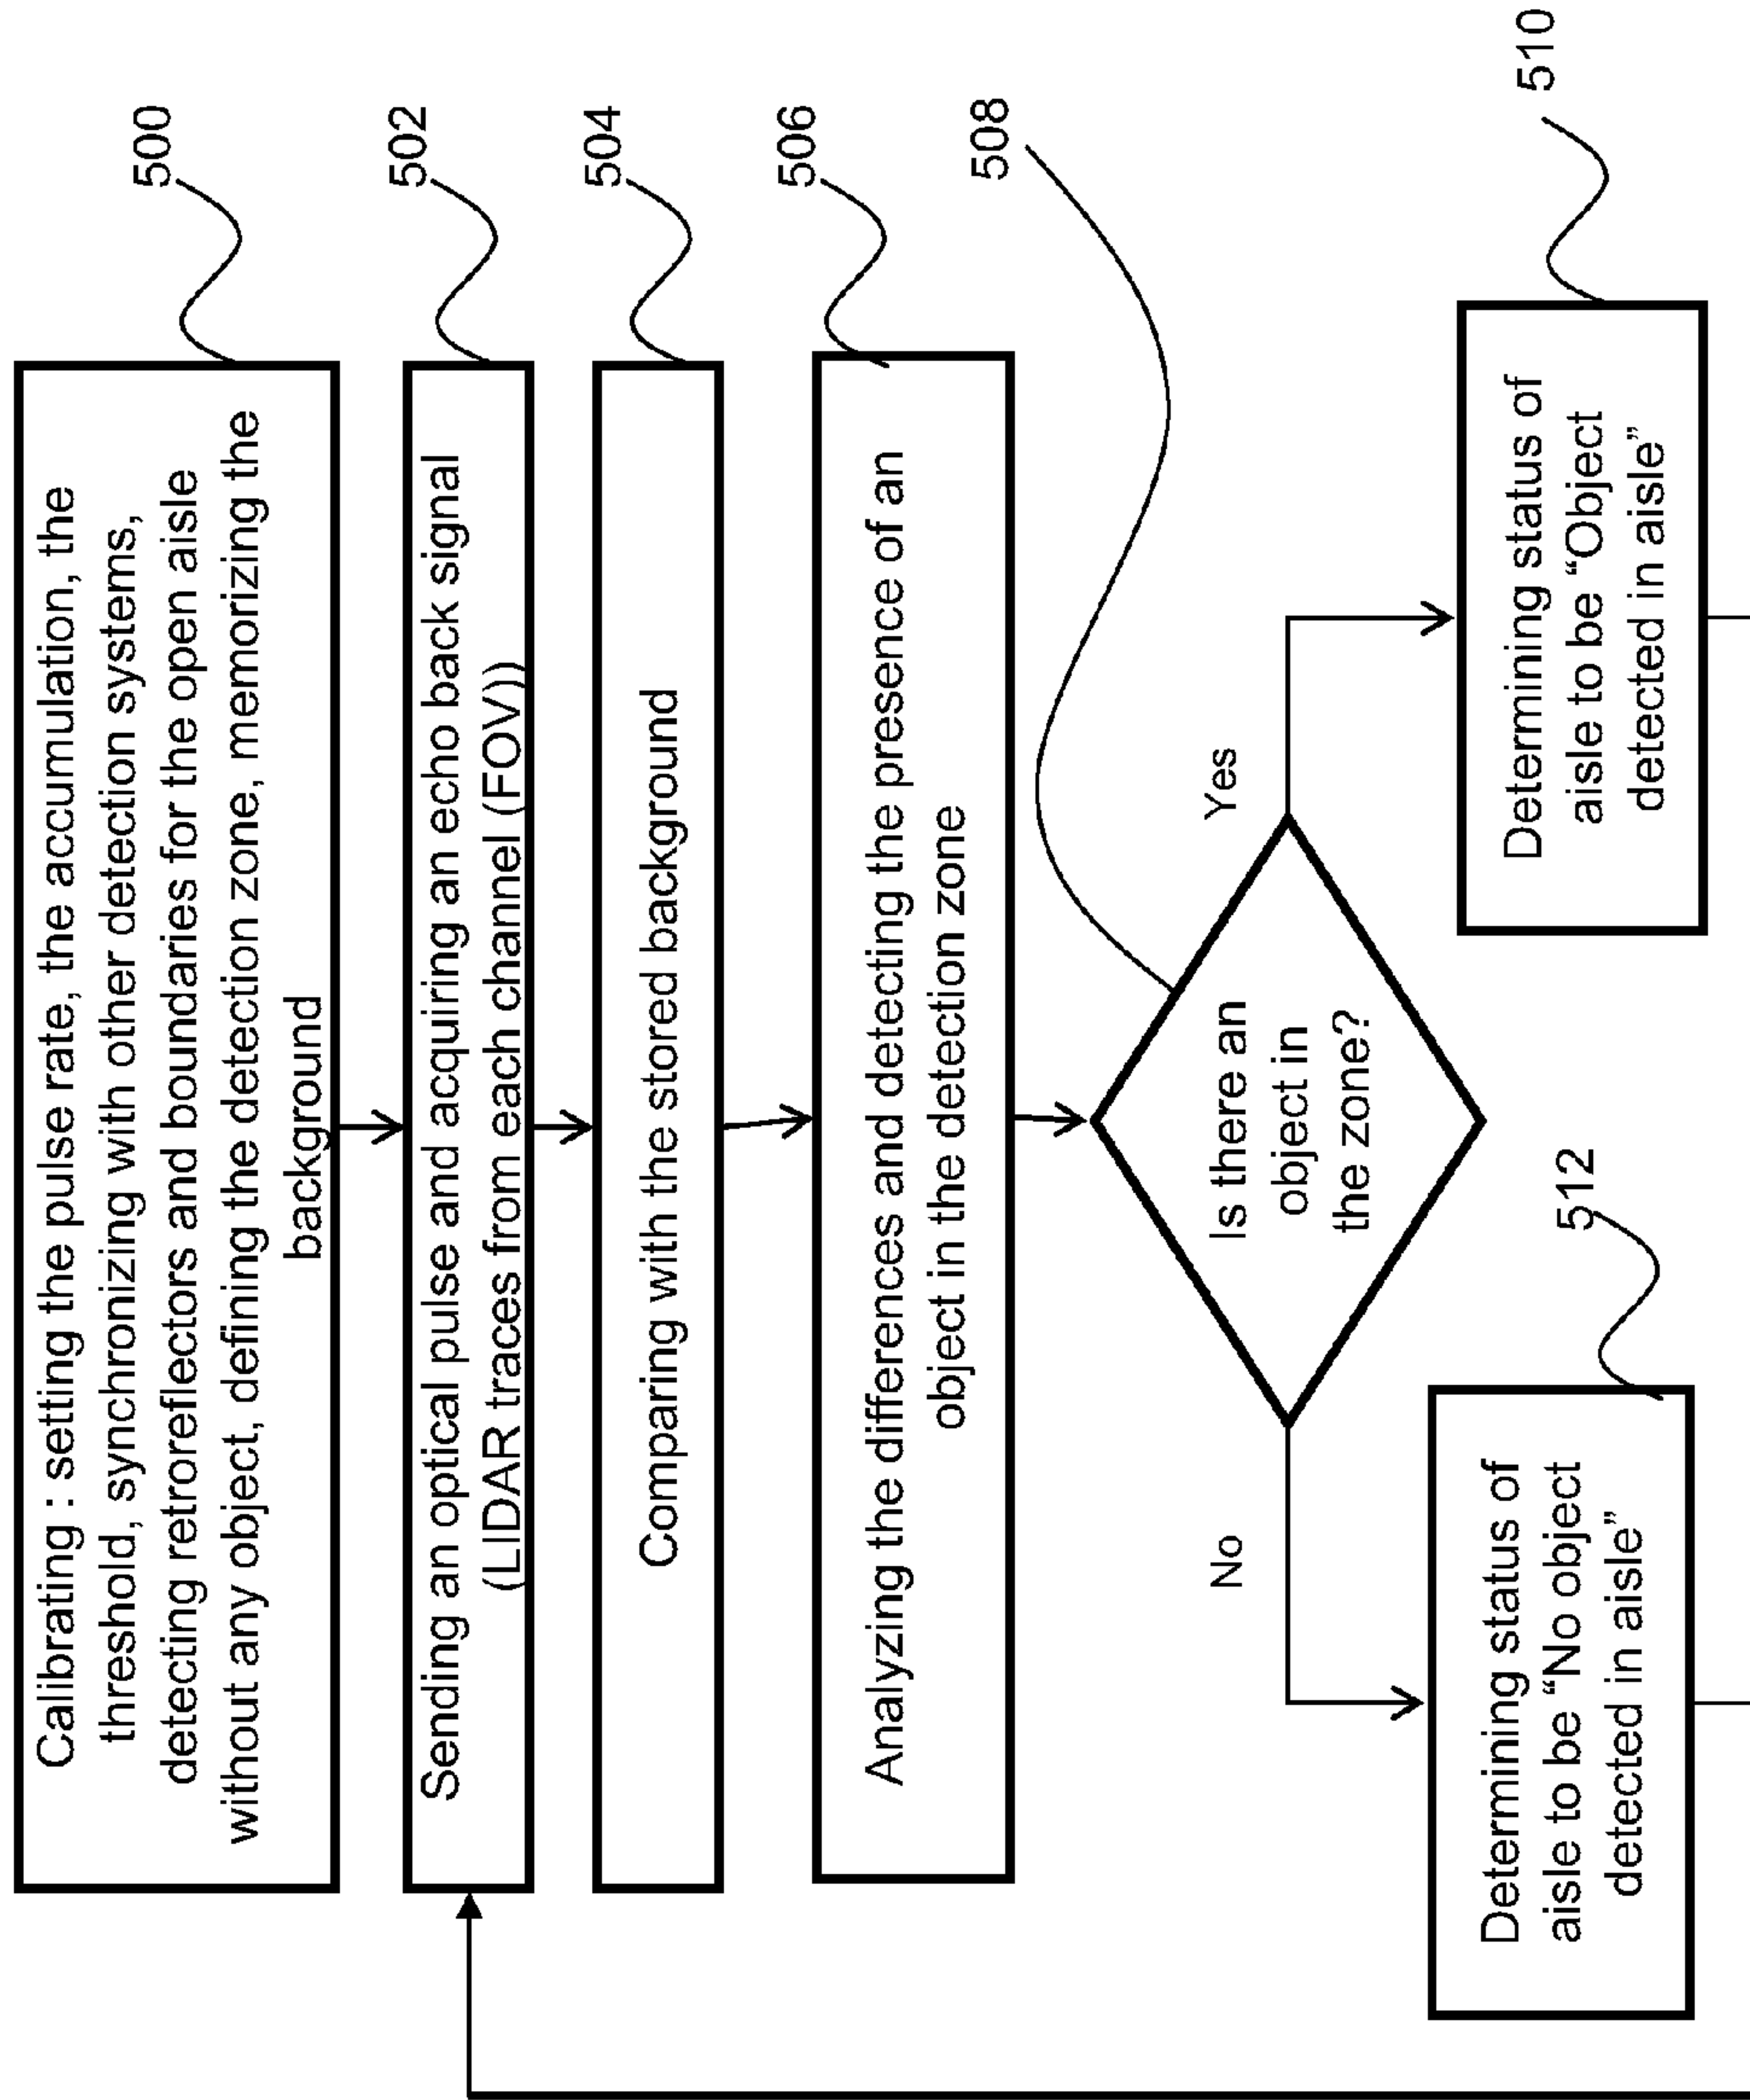 Calibrating : setting the pulse rate, the accumulation, the
threshold, synchronizing with other detection systems,
detecting retroreflectors and boundaries for the open aisle
without any object, defining the detection zone, memorizing the
background
500
Sending an optical pulse and acquiring an echo back signal
(LIDAR traces from each channel (FOV))
502
Comparing with the stored background
504
Analyzing the differences and detecting the presence of an
object in the detection zone
506
Is there an
object in
the zone?
508
No
Yes
Determining status of
aisle to be “No object
detected in aisle”
512
Determining status of
aisle to be “Object
detected in aisle”
510